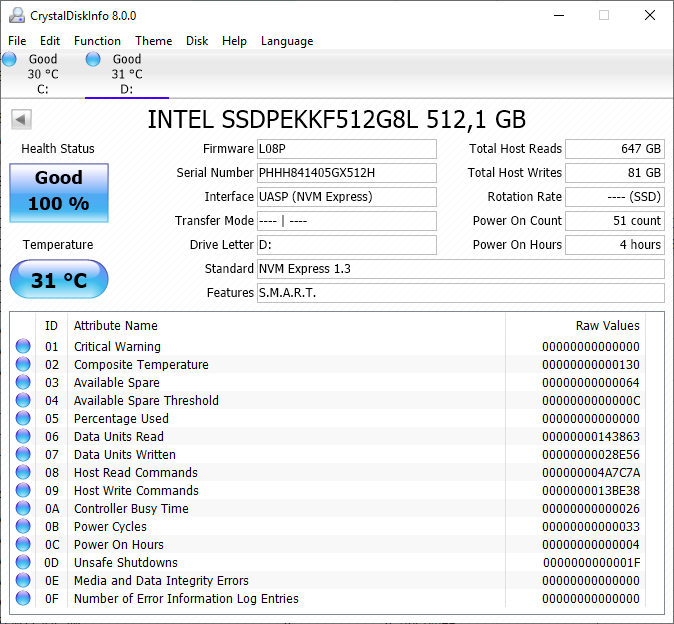 CrystalDiskInfo 8.0.0
File Edit Function Theme Disk Help Language
Good Good
30 °C 31 °C
C: D:
INTEL SSDPEKKF512G8L 512,1 GB
Health Status
Good
100 %
Temperature
31 °C
Firmware L08P
Serial Number PHHH841405GX512H
Interface UASP (NVM Express)
Transfer Mode ---- | ----
Drive Letter D:
Standard NVM Express 1.3
Features S.M.A.R.T.
Total Host Reads 647 GB
Total Host Writes 81 GB
Rotation Rate ---- (SSD)
Power On Count 51 count
Power On Hours 4 hours
ID Attribute Name Raw Values
01 Critical Warning 00000000000000
02 Composite Temperature 00000000000130
03 Available Spare 00000000000064
04 Available Spare Threshold 0000000000000C
05 Percentage Used 00000000000000
06 Data Units Read 00000000143863
07 Data Units Written 00000000028E56
08 Host Read Commands 000000004A7C7A
09 Host Write Commands 0000000013BE38
0A Controller Busy Time 00000000000026
0B Power Cycles 00000000000033
0C Power On Hours 00000000000004
0D Unsafe Shutdowns 0000000000001F
0E Media and Data Integrity Errors 00000000000000
0F Number of Error Information Log Entries 00000000000000